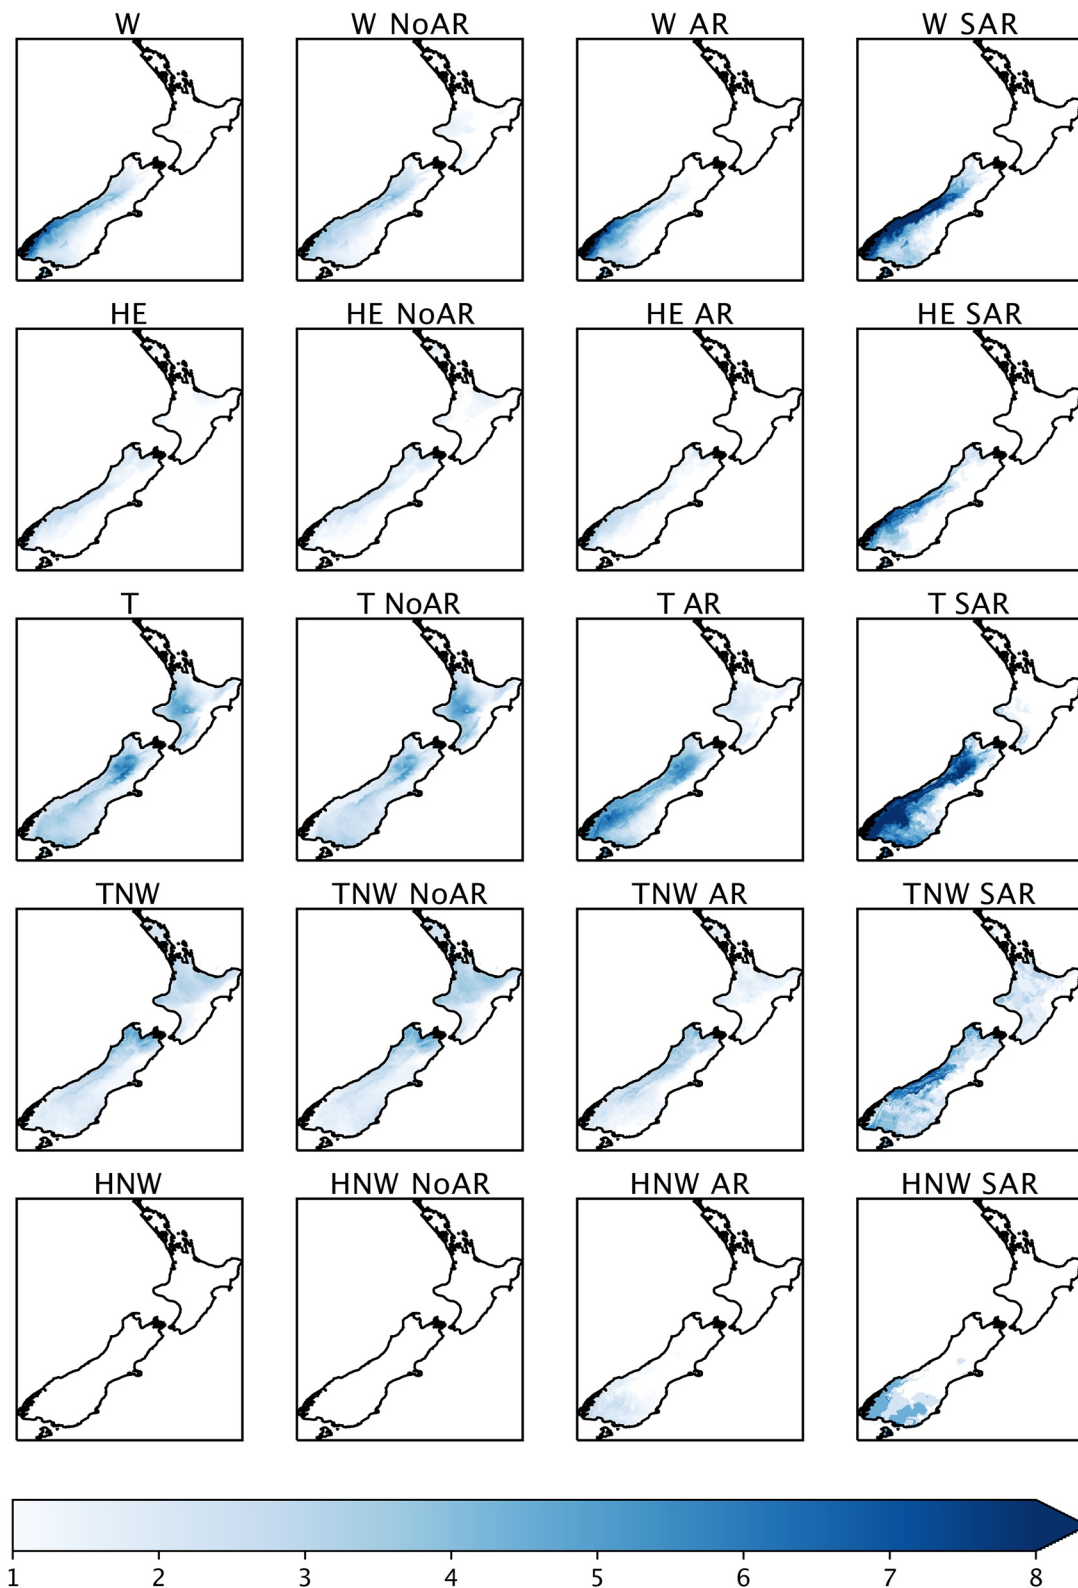 W W NoAR W AR W SAR
HE HE NoAR HE AR HE SAR
T T NoAR T AR T SAR
TNW TNW NoAR TNW AR TNW SAR
HNW HNW NoAR HNW AR HNW SAR
1 2 3 4 5 6 7 8